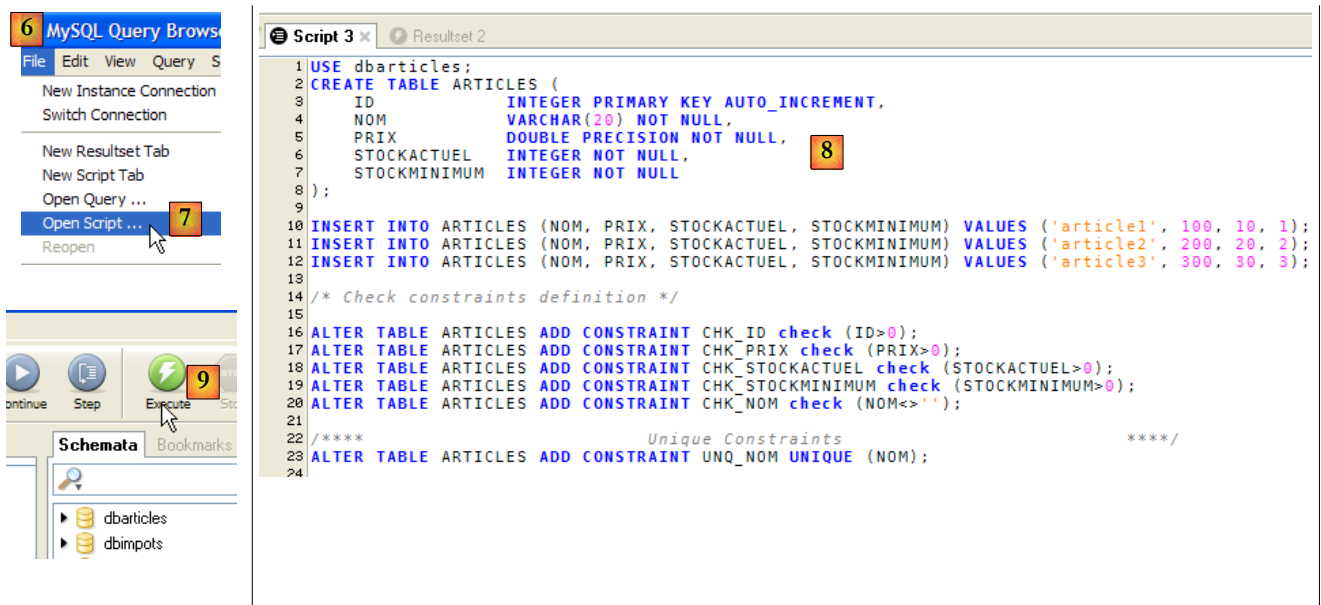 6 MySQL Query Brows
File Edit View Query S
New Instance Connection
Switch Connection
New Resultset Tab
New Script Tab
Open Query ...
Open Script ... 7
Reopen
ontinue Step Execute 9
Schemata Bookmarks
dbarticles
dbimpots
Script 3 Resultset 2
1 USE dbarticles;
2 CREATE TABLE ARTICLES (
3 ID INTEGER PRIMARY KEY AUTO_INCREMENT,
4 NOM VARCHAR(20) NOT NULL,
5 PRIX DOUBLE PRECISION NOT NULL,
6 STOCKACTUEL INTEGER NOT NULL,
7 STOCKMINIMUM INTEGER NOT NULL
8 );
8
9
10 INSERT INTO ARTICLES (NOM, PRIX, STOCKACTUEL, STOCKMINIMUM) VALUES ('article1', 100, 10, 1);
11 INSERT INTO ARTICLES (NOM, PRIX, STOCKACTUEL, STOCKMINIMUM) VALUES ('article2', 200, 20, 2);
12 INSERT INTO ARTICLES (NOM, PRIX, STOCKACTUEL, STOCKMINIMUM) VALUES ('article3', 300, 30, 3);
13
14 /* Check constraints definition */
15
16 ALTER TABLE ARTICLES ADD CONSTRAINT CHK_ID check (ID>0);
17 ALTER TABLE ARTICLES ADD CONSTRAINT CHK_PRIX check (PRIX>0);
18 ALTER TABLE ARTICLES ADD CONSTRAINT CHK_STOCKACTUEL check (STOCKACTUEL>0);
19 ALTER TABLE ARTICLES ADD CONSTRAINT CHK_STOCKMINIMUM check (STOCKMINIMUM>0);
20 ALTER TABLE ARTICLES ADD CONSTRAINT CHK_NOM check (NOM<>'');
21
22 /**** Unique Constraints ****/
23 ALTER TABLE ARTICLES ADD CONSTRAINT UNQ_NOM UNIQUE (NOM);
24